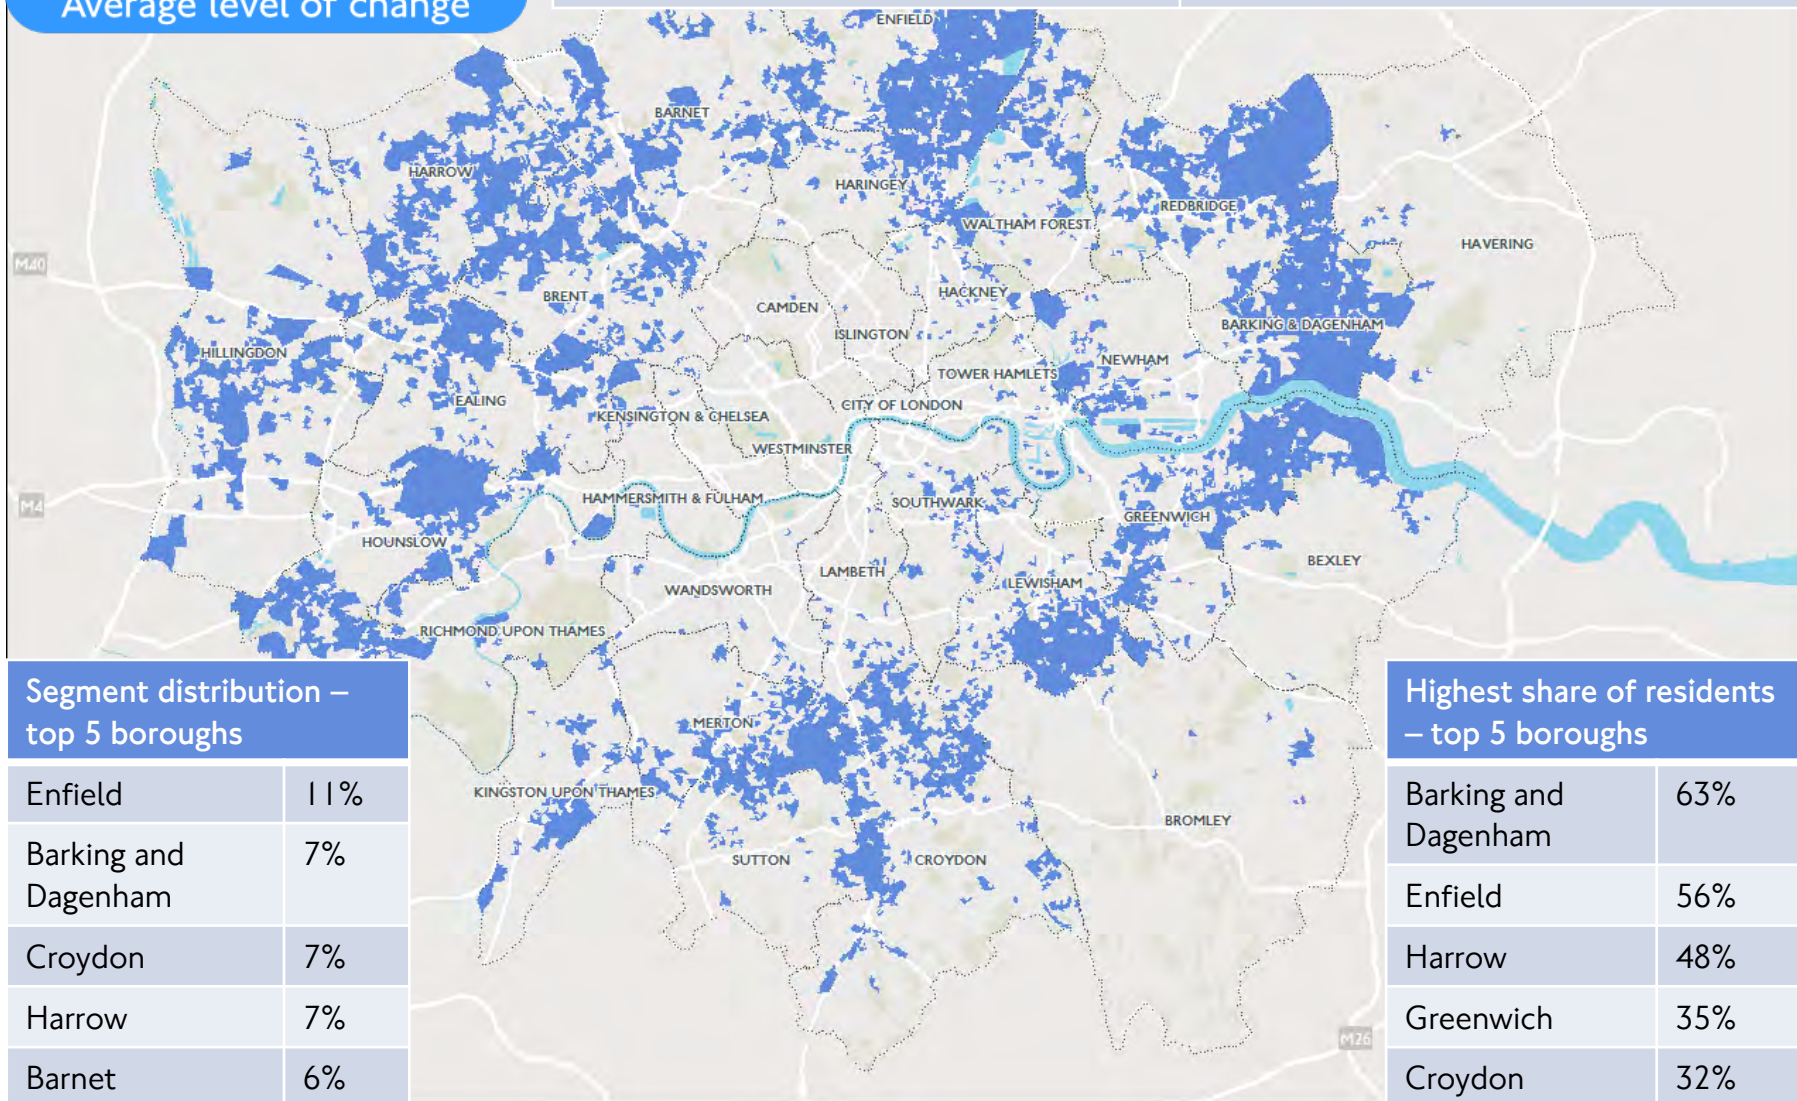 Average level of change
ENFIELD
BARNET
HARROW
HARINGEY
REDBRIDGE
WALTHAM FOREST
HAVERING
M40
BRENT
HACKNEY
CAMDEN
ISLINGTON
BARKING & DAGENHAM
HILLINGDON
NEWHAM
TOWER HAMLETS
EALING
CITY OF LONDON
KENSINGTON & CHELSEA
WESTMINSTER
HAMMERSMITH & FULHAM
SOUTHWARK
M4
GREENWICH
HOUNSLOW
BEXLEY
LAMBETH
LEWISHAM
WANDSWORTH
RICHMOND UPON THAMES
MERTON
KINGSTON UPON THAMES
BROMLEY
SUTTON
CROYDON
M26
Segment distribution –
top 5 boroughs
Enfield 11%
Barking and 7%
Dagenham
Croydon 7%
Harrow 7%
Barnet 6%
Highest share of residents
– top 5 boroughs
Barking and 63%
Dagenham
Enfield 56%
Harrow 48%
Greenwich 35%
Croydon 32%